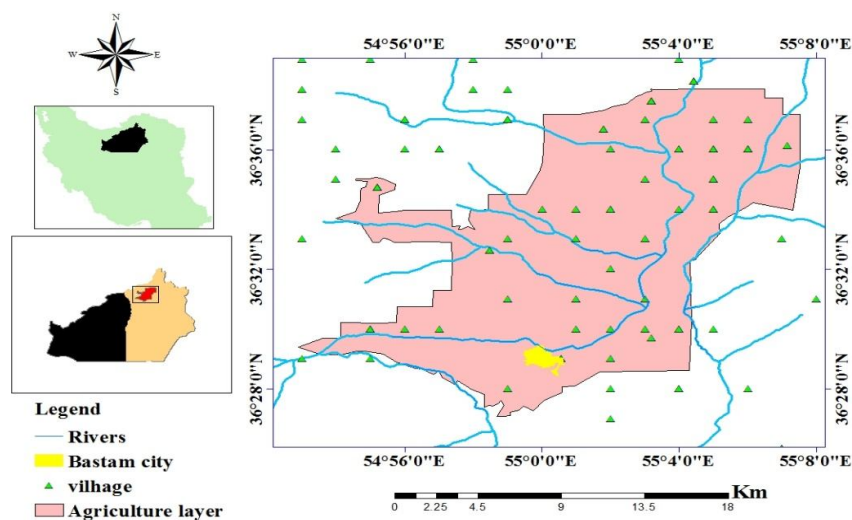 N
W E
S
54°56'0"E 55°0'0"E 55°4'0"E 55°8'0"E
36°36'0"N 36°36'0"N
36°32'0"N 36°32'0"N
36°28'0"N 36°28'0"N
54°56'0"E 55°0'0"E 55°4'0"E 55°8'0"E
Legend
Rivers
Bastam city
vilhage
Agriculture layer
Km
0 2.25 4.5 9 13.5 18